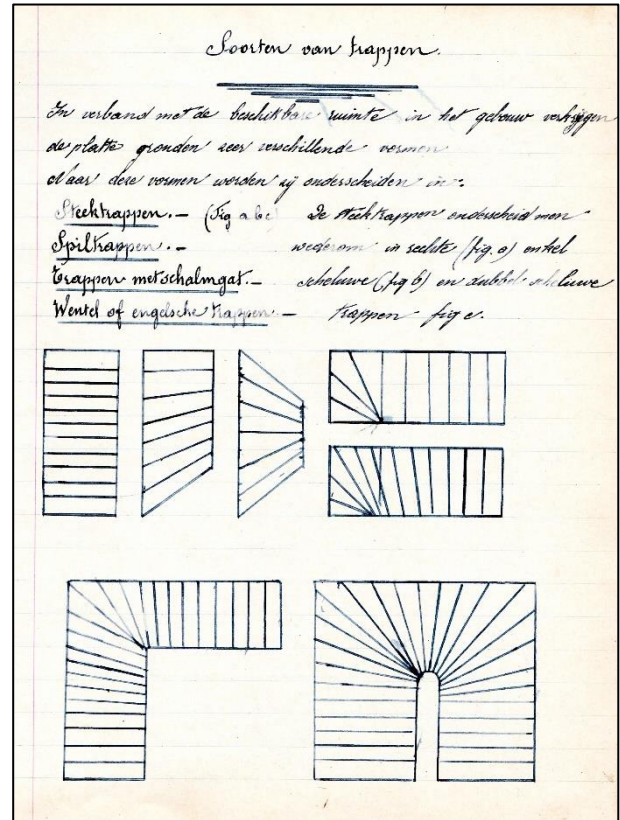 Soorten van trappen.
In verband met de beschikbare ruimte in het gebouw verkrijgen
de platte gronden zeer verschillende vormen
Naar deze vormen worden zij onderscheiden in:
Steektrappen. - (Fig a b c) De steektrappen onderscheid men
Spiltrappen. - wederom in rechte (fig. a) enkel
Trappen met schalmgat. - scheluwe (fig b) en dubbel scheluwe
Wentel of engelsche trappen. - trappen fig c.